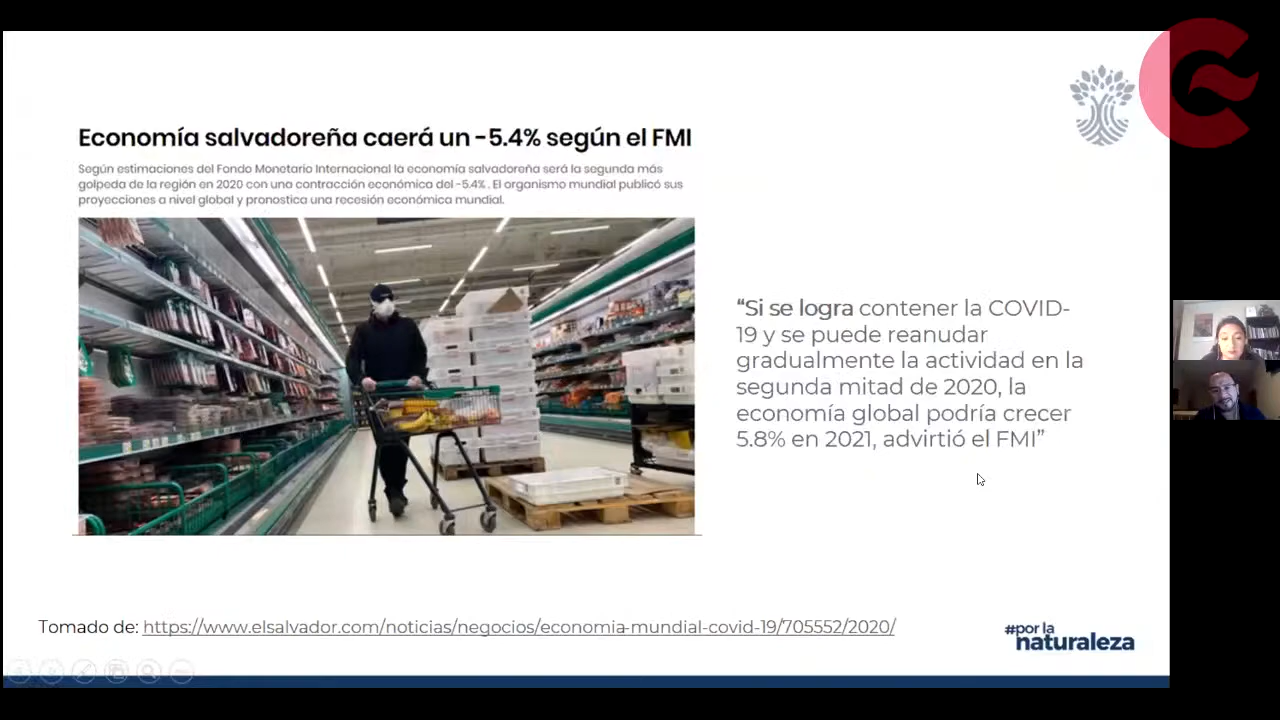 Economía salvadoreña caerá un -5.4% según el FMI
Según estimaciones del Fondo Monetario Internacional la economía salvadoreña será la segunda más
golpeda de la región en 2020 con una contracción económica del -5.4% . El organismo mundial publicó sus
proyecciones a nivel global y pronostica una recesión económica mundial.
“Si se logra contener la COVID-
19 y se puede reanudar
gradualmente la actividad en la
segunda mitad de 2020, la
economía global podría crecer
5.8% en 2021, advirtió el FMI”
Tomado de: https://www.elsalvador.com/noticias/negocios/economia-mundial-covid-19/705552/2020/
#por la
naturaleza